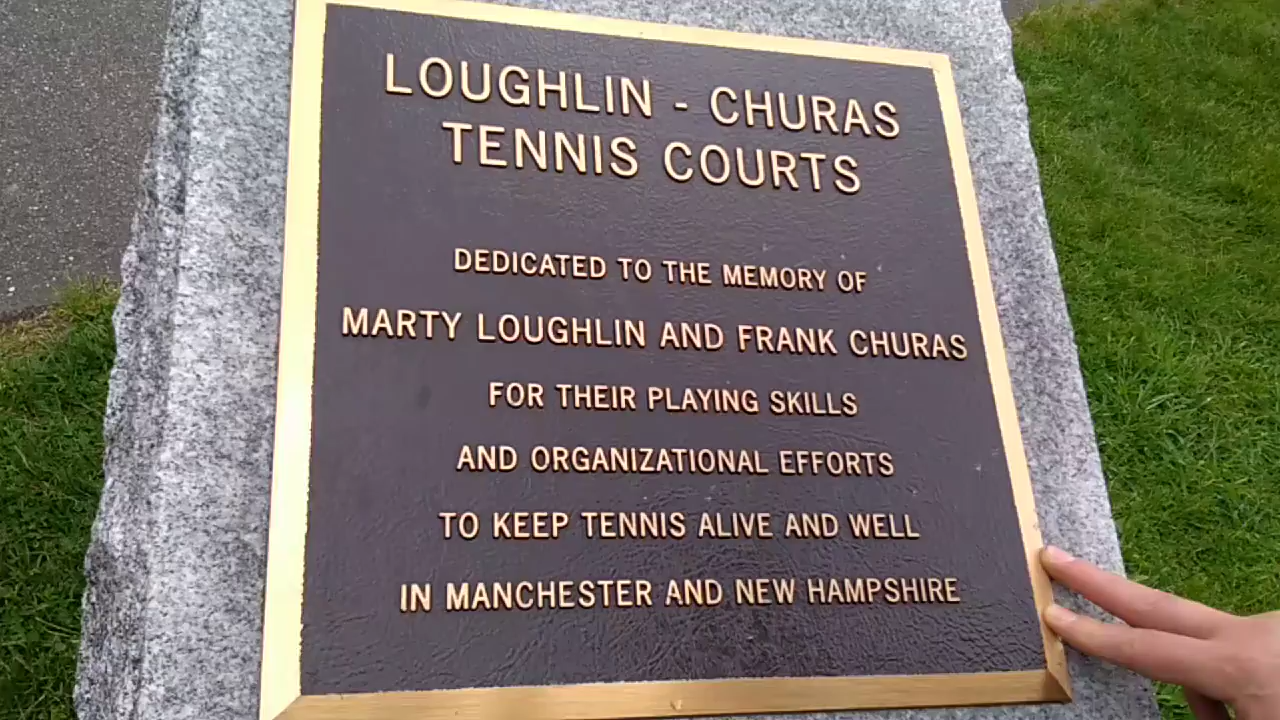 LOUGHLIN - CHURAS
TENNIS COURTS
DEDICATED TO THE MEMORY OF
MARTY LOUGHLIN AND FRANK CHURAS
FOR THEIR PLAYING SKILLS
AND ORGANIZATIONAL EFFORTS
TO KEEP TENNIS ALIVE AND WELL
IN MANCHESTER AND NEW HAMPSHIRE